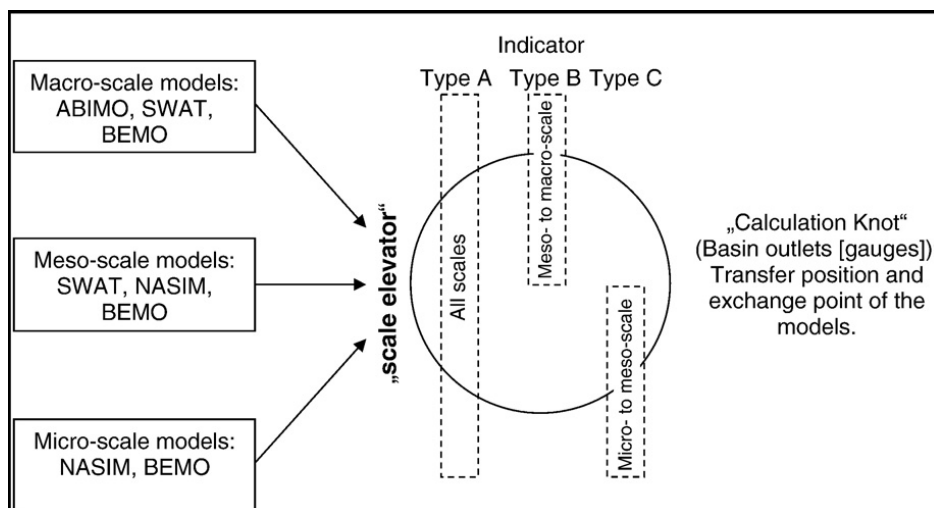 Macro-scale models:
ABIMO, SWAT,
BEMO
Meso-scale models:
SWAT, NASIM,
BEMO
Micro-scale models:
NASIM, BEMO
„scale elevator“
Indicator
Type A Type B Type C
All scales
Meso- to macro-scale
Micro- to meso-scale
„Calculation Knot“
(Basin outlets [gauges])
Transfer position and
exchange point of the
models.